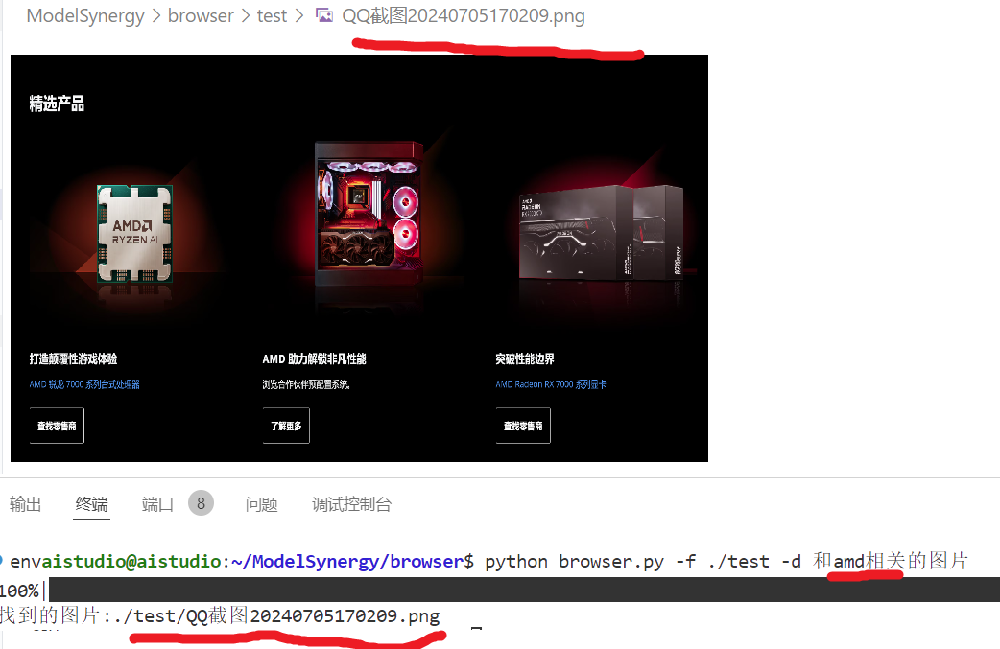 ModelSynergy > browser > test > QQ截图20240705170209.png
精选产品
AMD
RYZEN AI
AMD
RADEON
RADEON
打造颠覆性游戏体验
AMD 锐龙 7000 系列台式处理器
查找零售商
AMD 助力解锁非凡性能
浏览合作伙伴预配置系统。
了解更多
突破性能边界
AMD Radeon RX 7000 系列显卡
查找零售商
输出 终端 端口 8 问题 调试控制台
envaistudio@aistudio:~/ModelSynergy/browser$ python browser.py -f ./test -d 和amd相关的图片
100%|
找到的图片:./test/QQ截图20240705170209.png